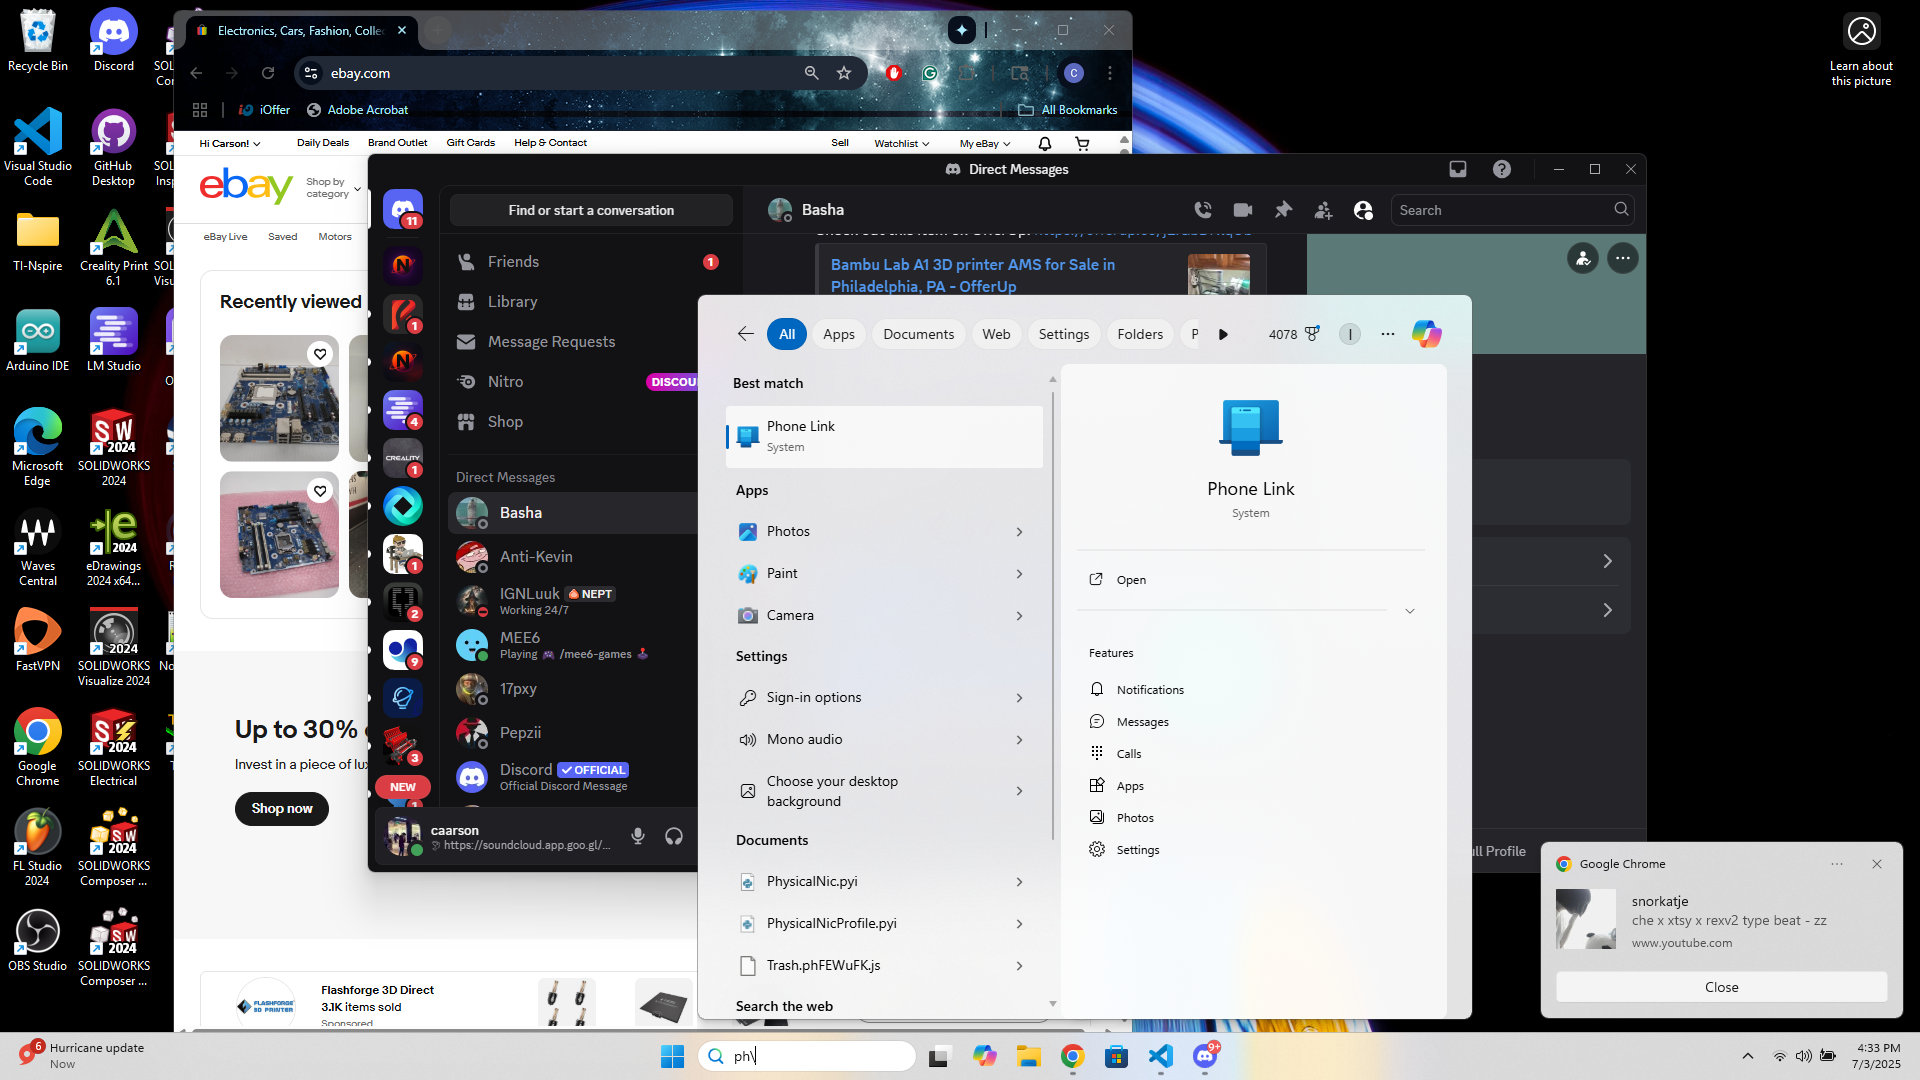 Recycle Bin
Discord
Visual Studio Code
GitHub Desktop
TI-Nspire
Creality Print 6.1
Arduino IDE
LM Studio
Microsoft Edge
SOLIDWORKS 2024
Waves Central
eDrawings 2024 x64...
FastVPN
SOLIDWORKS Visualize 2024
Google Chrome
SOLIDWORKS Electrical
FL Studio 2024
SOLIDWORKS Composer ...
OBS Studio
SOLIDWORKS Composer ...
Learn about this picture
Electronics, Cars, Fashion, Colle
ebay.com
iOffer
Adobe Acrobat
All Bookmarks
Hi Carson!
Daily Deals
Brand Outlet
Gift Cards
Help & Contact
Sell
Watchlist
My eBay
ebay
Shop by category
eBay Live
Saved
Motors
Recently viewed
Up to 30%
Invest in a piece of lux
Shop now
Flashforge 3D Direct
3.1K items sold
Sponsored
Direct Messages
Find or start a conversation
Basha
Search
Friends
1
Library
Message Requests
Nitro
DISCOU
Shop
Direct Messages
Basha
Anti-Kevin
IGNLuuk NEPT
Working 24/7
MEE6
Playing 🎮 /mee6-games 🕹️
17pxy
Pepzii
Discord ✓ OFFICIAL
Official Discord Message
NEW
caarson
https://soundcloud.app.goo.gl/...
Bambu Lab A1 3D printer AMS for Sale in
Philadelphia, PA - OfferUp
ll Profile
All
Apps
Documents
Web
Settings
Folders
P
4078
I
Best match
Phone Link
System
Apps
Photos
Paint
Camera
Settings
Sign-in options
Mono audio
Choose your desktop
background
Documents
PhysicalNic.pyi
PhysicalNicProfile.pyi
Trash.phFEWuFK.js
Search the web
Phone Link
System
Open
Features
Notifications
Messages
Calls
Apps
Photos
Settings
Google Chrome
snorkatje
che x xtsy x rexv2 type beat - zz
www.youtube.com
Close
6
Hurricane update
Now
ph\
9+
4:33 PM
7/3/2025